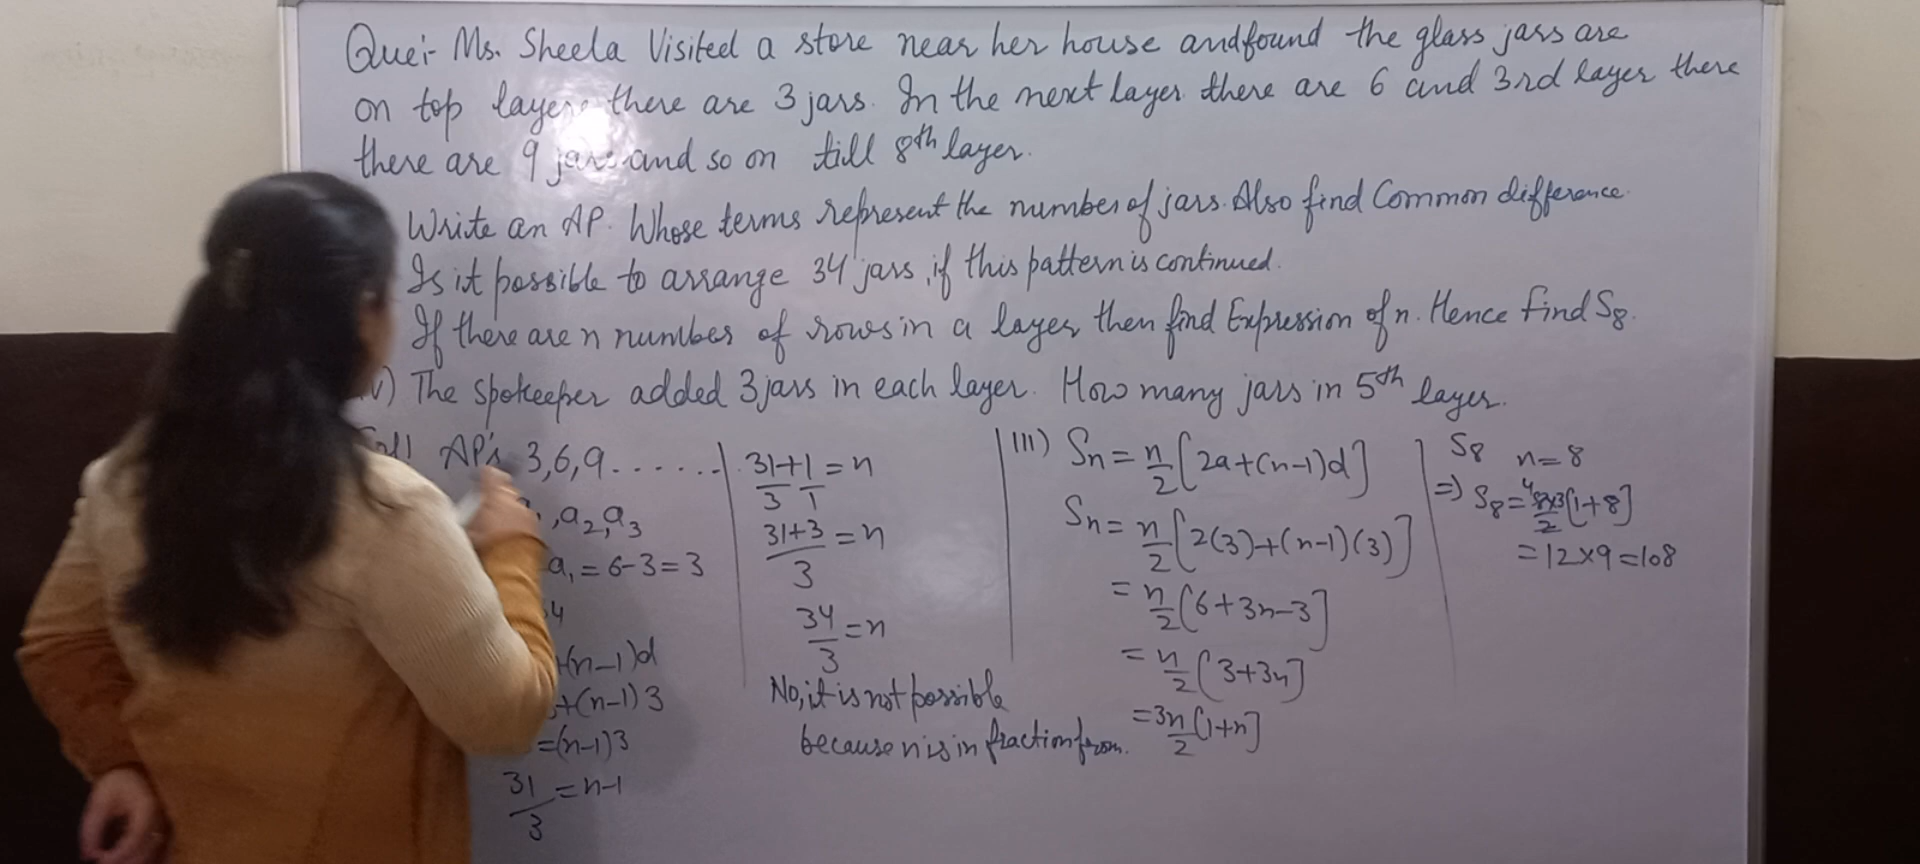 Que:- Ms. Sheela Visited a store near her house and found the glass jars are
on top layer there are 3 jars. In the next layer there are 6 and 3rd layer there
there are 9 jars and so on till 8th layer.
Write an AP. Whose terms represent the number of jars. Also find Common difference.
Is it possible to arrange 34 jars, if this pattern is continued.
If there are n number of rows in a layer then find Expression of n. Hence find S8.
v) The Spokeeper added 3 jars in each layer. How many jars in 5th layer.
AP's 3,6,9.......
, a2, a3
a1 = 6-3=3
4
+(n-1)d
+(n-1)3
=(n-1)3
31/3 = n-1
31/3 + 1/1 = n
31+3/3 = n
34/3 = n
No, it is not possible
because n is in fraction from.
III) Sn = n/2 [2a+(n-1)d]
Sn = n/2 [2(3)+(n-1)(3)]
= n/2 [6+3n-3]
= n/2 [3+3n]
= 3n/2 [1+n]
S8 n=8
=> S8 = 8x3/2 [1+8]
= 12x9=108